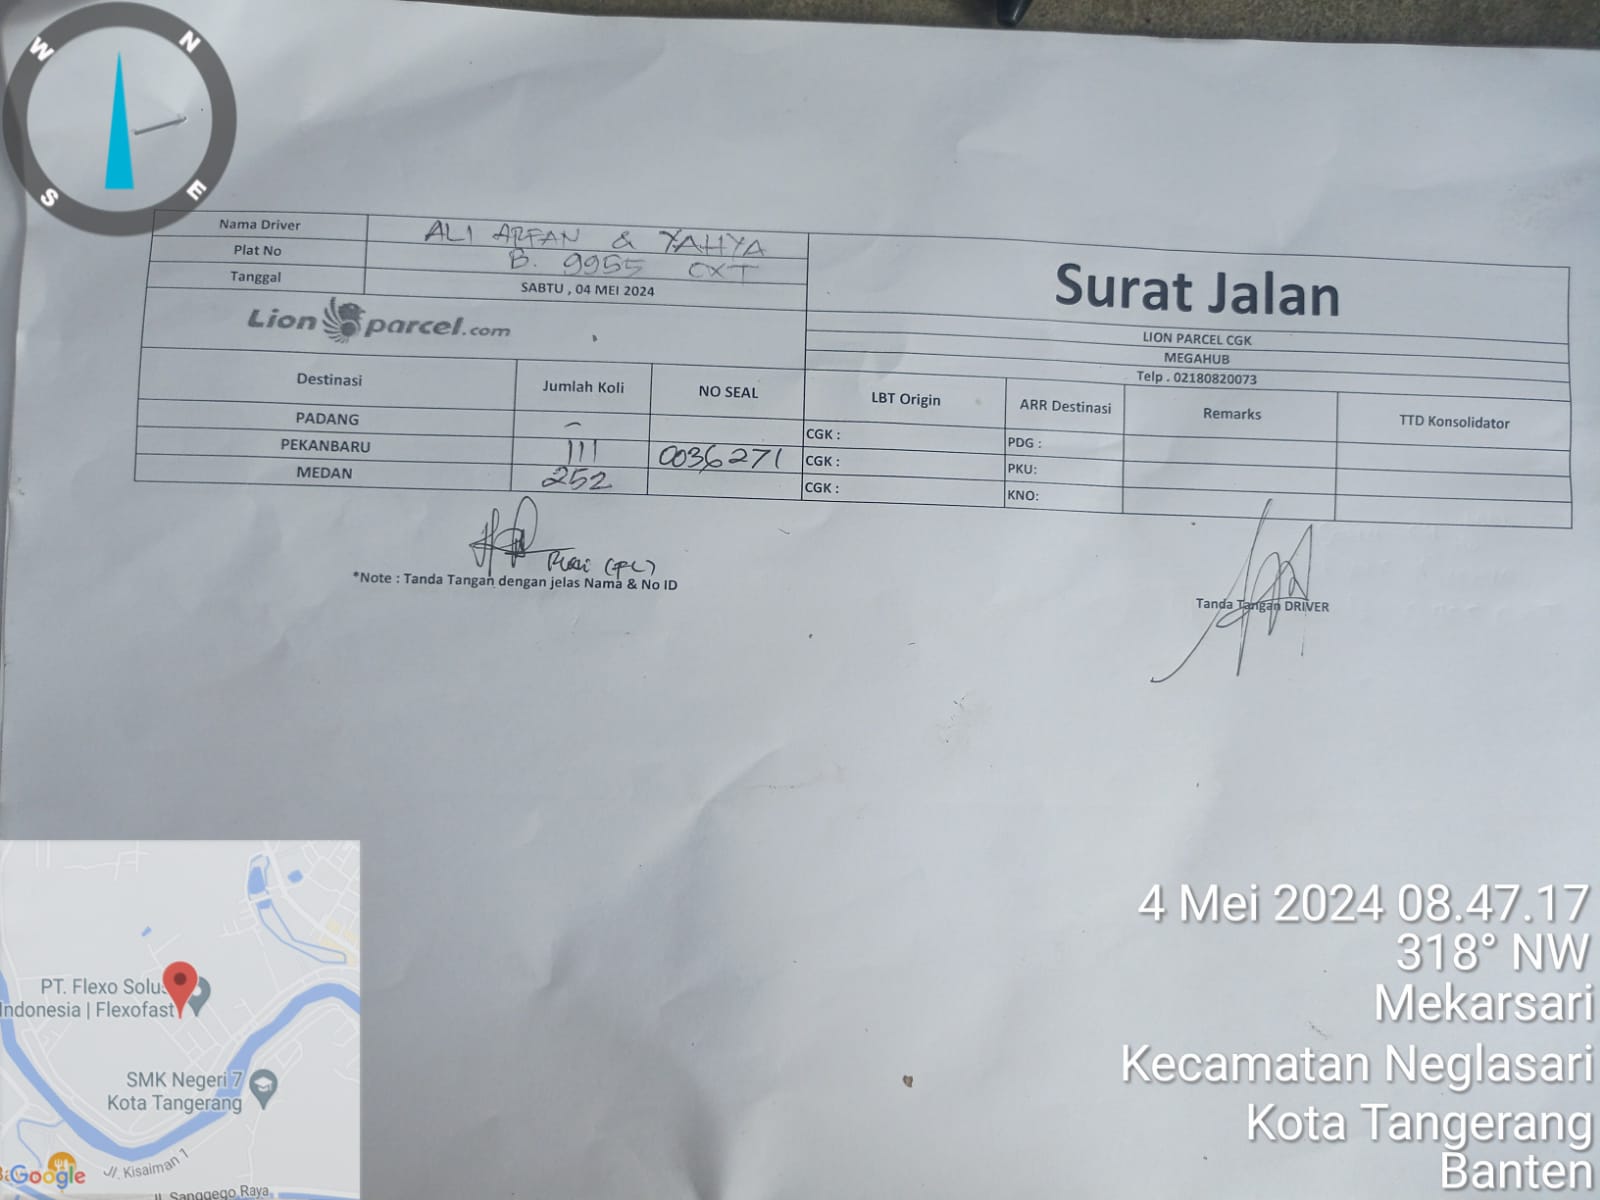 W N S E
Nama Driver ALI ARFAN & YAHYA
Plat No B. 9955 CXT
Tanggal SABTU , 04 MEI 2024
Surat Jalan
Lion parcel.com
LION PARCEL CGK
MEGAHUB
Telp . 02180820073
Destinasi Jumlah Koli NO SEAL LBT Origin ARR Destinasi Remarks TTD Konsolidator
PADANG - CGK : PDG :
PEKANBARU 111 0036271 CGK : PKU:
MEDAN 252 CGK : KNO:
*Note : Tanda Tangan dengan jelas Nama & No ID
Tanda Tangan DRIVER
4 Mei 2024 08.47.17
318° NW
Mekarsari
Kecamatan Neglasari
Kota Tangerang
Banten
PT. Flexo Solus
Indonesia | Flexofast
SMK Negeri 7
Kota Tangerang
Jl. Kisaiman 1
Google
Jl. Sanggego Raya